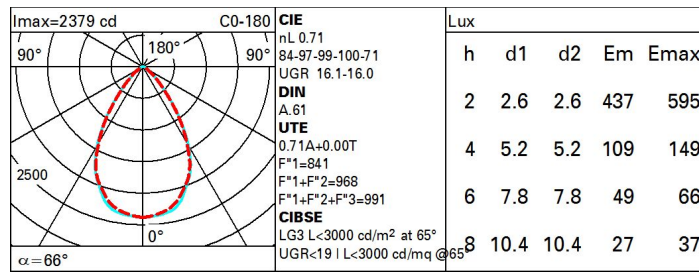 Imax=2379 cd C0-180
90° 180° 90°
2500
0°
α=66°
CIE
nL 0.71
84-97-99-100-71
UGR 16.1-16.0
DIN
A.61
UTE
0.71A+0.00T
F"1=841
F"1+F"2=968
F"1+F"2+F"3=991
CIBSE
LG3 L<3000 cd/m² at 65°
UGR<19 | L<3000 cd/mq @65°
Lux
h d1 d2 Em Emax
2 2.6 2.6 437 595
4 5.2 5.2 109 149
6 7.8 7.8 49 66
8 10.4 10.4 27 37